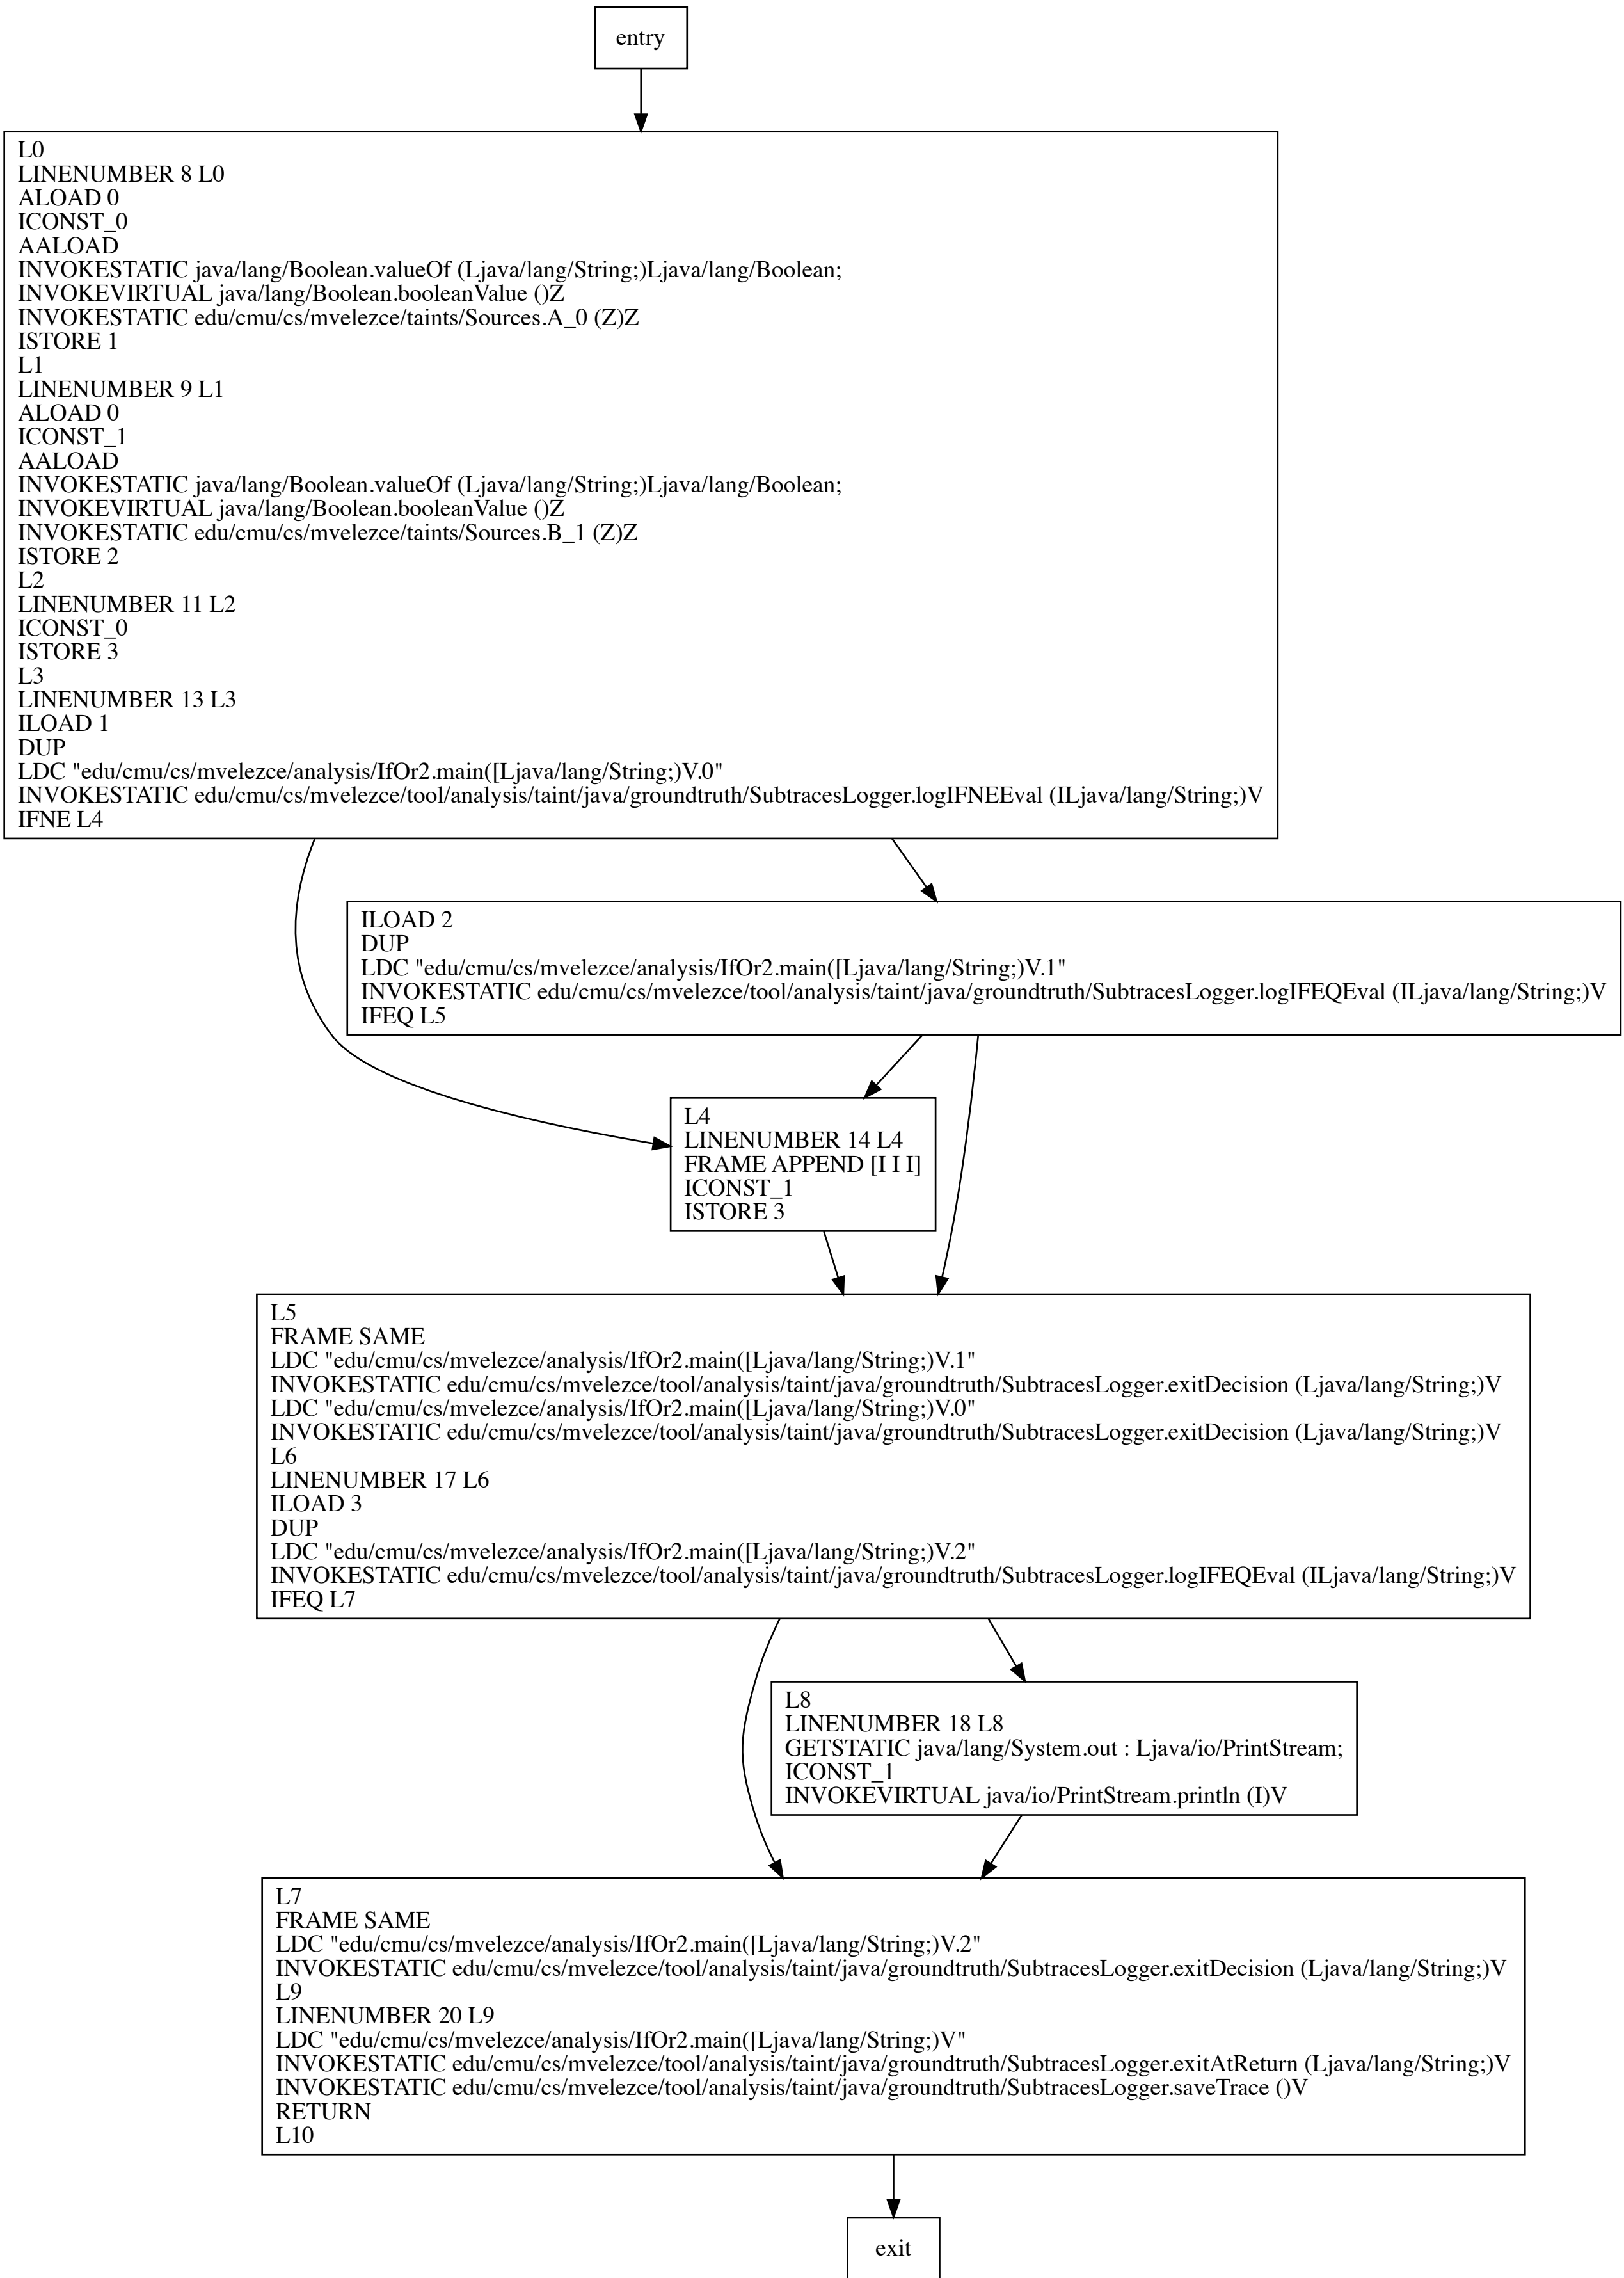 entry
L0
LINENUMBER 8 L0
ALOAD 0
ICONST_0
AALOAD
INVOKESTATIC java/lang/Boolean.valueOf (Ljava/lang/String;)Ljava/lang/Boolean;
INVOKEVIRTUAL java/lang/Boolean.booleanValue ()Z
INVOKESTATIC edu/cmu/cs/mvelezce/taints/Sources.A_0 (Z)Z
ISTORE 1
L1
LINENUMBER 9 L1
ALOAD 0
ICONST_1
AALOAD
INVOKESTATIC java/lang/Boolean.valueOf (Ljava/lang/String;)Ljava/lang/Boolean;
INVOKEVIRTUAL java/lang/Boolean.booleanValue ()Z
INVOKESTATIC edu/cmu/cs/mvelezce/taints/Sources.B_1 (Z)Z
ISTORE 2
L2
LINENUMBER 11 L2
ICONST_0
ISTORE 3
L3
LINENUMBER 13 L3
ILOAD 1
DUP
LDC "edu/cmu/cs/mvelezce/analysis/IfOr2.main([Ljava/lang/String;)V.0"
INVOKESTATIC edu/cmu/cs/mvelezce/tool/analysis/taint/java/groundtruth/SubtracesLogger.logIFNEEval (ILjava/lang/String;)V
IFNE L4
ILOAD 2
DUP
LDC "edu/cmu/cs/mvelezce/analysis/IfOr2.main([Ljava/lang/String;)V.1"
INVOKESTATIC edu/cmu/cs/mvelezce/tool/analysis/taint/java/groundtruth/SubtracesLogger.logIFEQEval (ILjava/lang/String;)V
IFEQ L5
L4
LINENUMBER 14 L4
FRAME APPEND [I I I]
ICONST_1
ISTORE 3
L5
FRAME SAME
LDC "edu/cmu/cs/mvelezce/analysis/IfOr2.main([Ljava/lang/String;)V.1"
INVOKESTATIC edu/cmu/cs/mvelezce/tool/analysis/taint/java/groundtruth/SubtracesLogger.exitDecision (Ljava/lang/String;)V
LDC "edu/cmu/cs/mvelezce/analysis/IfOr2.main([Ljava/lang/String;)V.0"
INVOKESTATIC edu/cmu/cs/mvelezce/tool/analysis/taint/java/groundtruth/SubtracesLogger.exitDecision (Ljava/lang/String;)V
L6
LINENUMBER 17 L6
ILOAD 3
DUP
LDC "edu/cmu/cs/mvelezce/analysis/IfOr2.main([Ljava/lang/String;)V.2"
INVOKESTATIC edu/cmu/cs/mvelezce/tool/analysis/taint/java/groundtruth/SubtracesLogger.logIFEQEval (ILjava/lang/String;)V
IFEQ L7
L8
LINENUMBER 18 L8
GETSTATIC java/lang/System.out : Ljava/io/PrintStream;
ICONST_1
INVOKEVIRTUAL java/io/PrintStream.println (I)V
L7
FRAME SAME
LDC "edu/cmu/cs/mvelezce/analysis/IfOr2.main([Ljava/lang/String;)V.2"
INVOKESTATIC edu/cmu/cs/mvelezce/tool/analysis/taint/java/groundtruth/SubtracesLogger.exitDecision (Ljava/lang/String;)V
L9
LINENUMBER 20 L9
LDC "edu/cmu/cs/mvelezce/analysis/IfOr2.main([Ljava/lang/String;)V"
INVOKESTATIC edu/cmu/cs/mvelezce/tool/analysis/taint/java/groundtruth/SubtracesLogger.exitAtReturn (Ljava/lang/String;)V
INVOKESTATIC edu/cmu/cs/mvelezce/tool/analysis/taint/java/groundtruth/SubtracesLogger.saveTrace ()V
RETURN
L10
exit